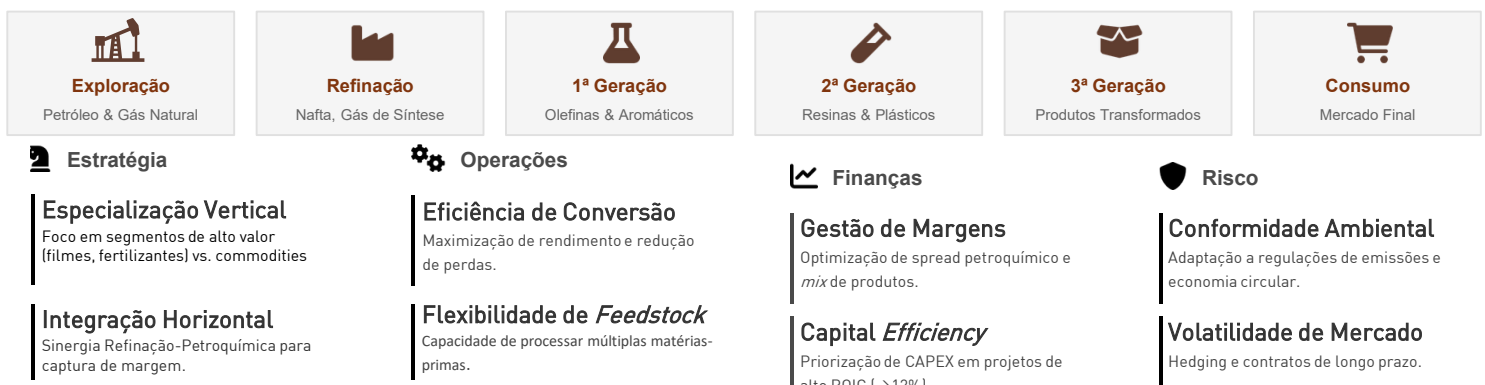 Exploração
Petróleo & Gás Natural
Refinação
Nafta, Gás de Síntese
1ª Geração
Olefinas & Aromáticos
2ª Geração
Resinas & Plásticos
3ª Geração
Produtos Transformados
Consumo
Mercado Final
Estratégia
Especialização Vertical
Foco em segmentos de alto valor
(filmes, fertilizantes) vs. commodities
Integração Horizontal
Sinergia Refinação-Petroquímica para
captura de margem.
Operações
Eficiência de Conversão
Maximização de rendimento e redução
de perdas.
Flexibilidade de Feedstock
Capacidade de processar múltiplas matérias-
primas.
Finanças
Gestão de Margens
Optimização de spread petroquímico e
mix de produtos.
Capital Efficiency
Priorização de CAPEX em projetos de
alto ROIC (>12%)
Risco
Conformidade Ambiental
Adaptação a regulações de emissões e
economia circular.
Volatilidade de Mercado
Hedging e contratos de longo prazo.